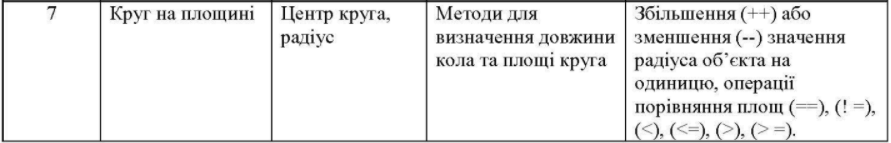 7
Круг на площині
Центр круга,
радіус
Методи для
визначення довжини
кола та площі круга
Збільшення (++) або
зменшення (--) значення
радіуса об’єкта на
одиницю, операції
порівняння площ (==), (! =),
(<), (<=), (>), (> =).